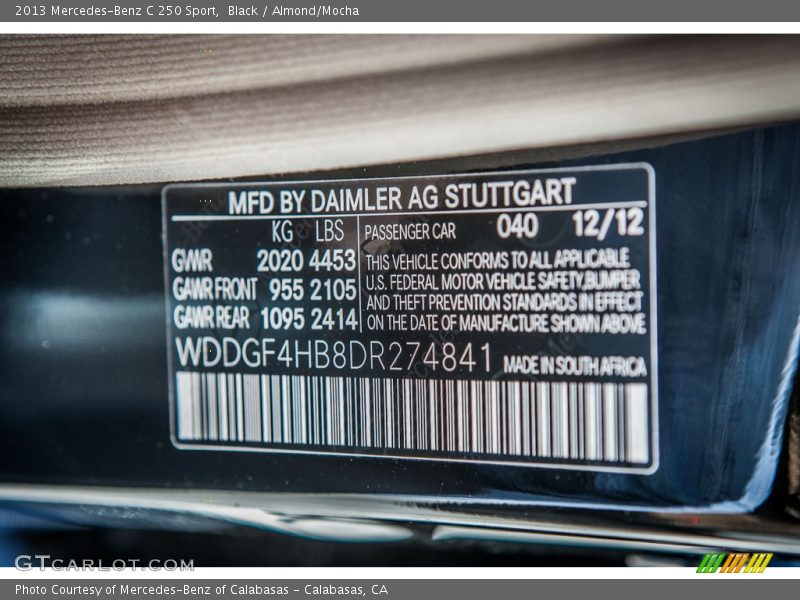 2013 Mercedes-Benz C 250 Sport, Black / Almond/Mocha
MFD BY DAIMLER AG STUTTGART
KG LBS PASSENGER CAR 040 12/12
GWR 2020 4453
GAWR FRONT 955 2105
GAWR REAR 1095 2414
THIS VEHICLE CONFORMS TO ALL APPLICABLE
U.S. FEDERAL MOTOR VEHICLE SAFETY,BUMPER
AND THEFT PREVENTION STANDARDS IN EFFECT
ON THE DATE OF MANUFACTURE SHOWN ABOVE
WDDGF4HB8DR274841 MADE IN SOUTH AFRICA
GTCARLOT.COM
Photo Courtesy of Mercedes-Benz of Calabasas - Calabasas, CA